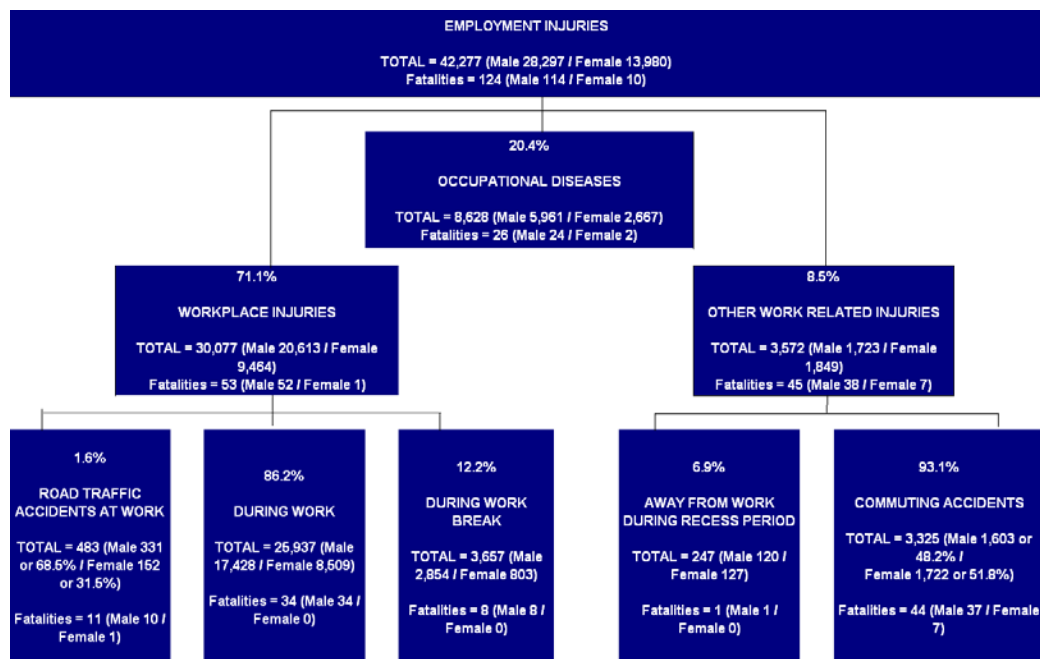 EMPLOYMENT INJURIES
TOTAL = 42,277 (Male 28,297 / Female 13,980)
Fatalities = 124 (Male 114 / Female 10)
20.4%
OCCUPATIONAL DISEASES
TOTAL = 8,628 (Male 5,961 / Female 2,667)
Fatalities = 26 (Male 24 / Female 2)
71.1%
WORKPLACE INJURIES
TOTAL = 30,077 (Male 20,613 / Female
9,464)
Fatalities = 53 (Male 52 / Female 1)
8.5%
OTHER WORK RELATED INJURIES
TOTAL = 3,572 (Male 1,723 / Female
1,849)
Fatalities = 45 (Male 38 / Female 7)
1.6%
ROAD TRAFFIC
ACCIDENTS AT WORK
TOTAL = 483 (Male 331
or 68.5% / Female 152
or 31.5%)
Fatalities = 11 (Male 10 /
Female 1)
86.2%
DURING WORK
TOTAL = 25,937 (Male
17,428 / Female 8,509)
Fatalities = 34 (Male 34 /
Female 0)
12.2%
DURING WORK
BREAK
TOTAL = 3,657 (Male
2,854 / Female 803)
Fatalities = 8 (Male 8 /
Female 0)
6.9%
AWAY FROM WORK
DURING RECESS PERIOD
TOTAL = 247 (Male 120 /
Female 127)
Fatalities = 1 (Male 1 /
Female 0)
93.1%
COMMUTING ACCIDENTS
TOTAL = 3,325 (Male 1,603 or
48.2% /
Female 1,722 or 51.8%)
Fatalities = 44 (Male 37 / Female
7)